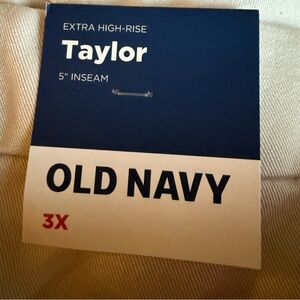 EXTRA HIGH-RISE
Taylor
5" INSEAM
OLD NAVY
3X